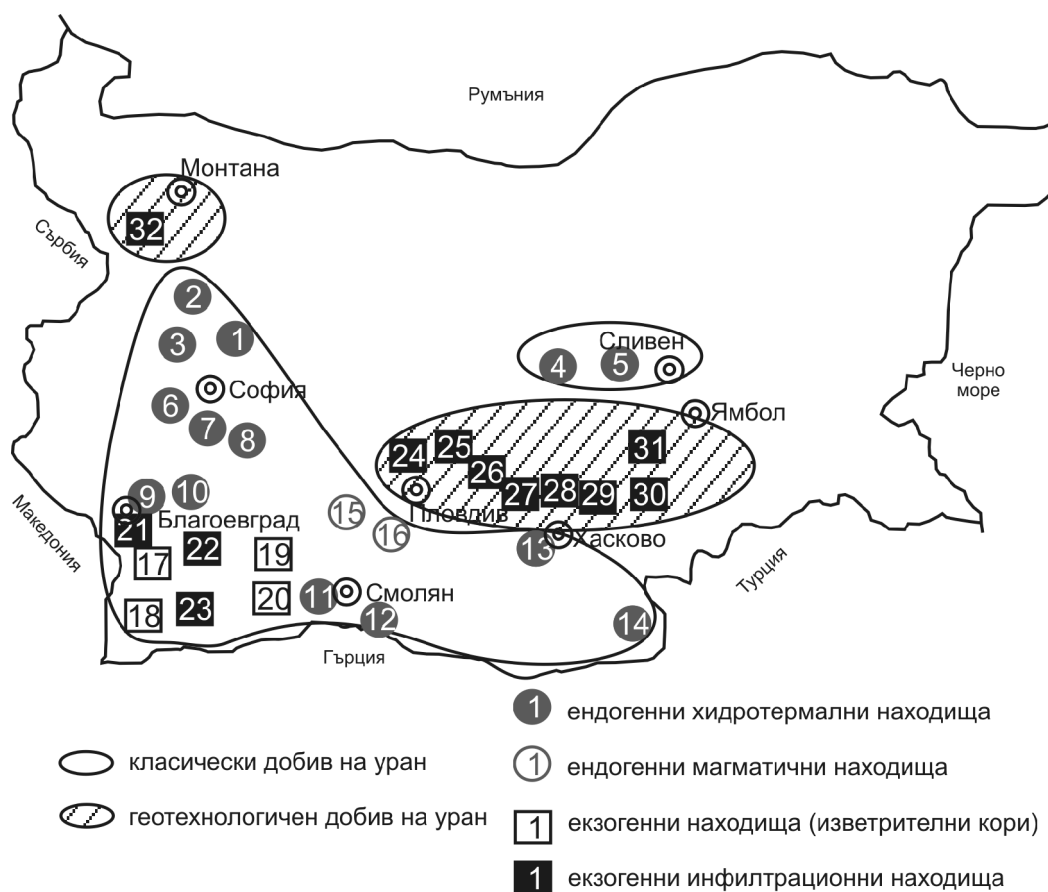 Румъния
Монтана
32
Сърбия
2
1
3
Сливен
4
5
Черно
море
София
6
7
8
Ямбол
24
25
26
27
28
29
30
31
Пловдив
9
10
Благоевград
21
15
16
Хасково
13
Македония
17
22
19
Турция
18
23
20
11
Смолян
12
14
Гърция
1 ендогенни хидротермални находища
класически добив на уран
1 ендогенни магматични находища
геотехнологичен добив на уран
1 екзогенни находища (изветрителни кори)
1 екзогенни инфилтрационни находища